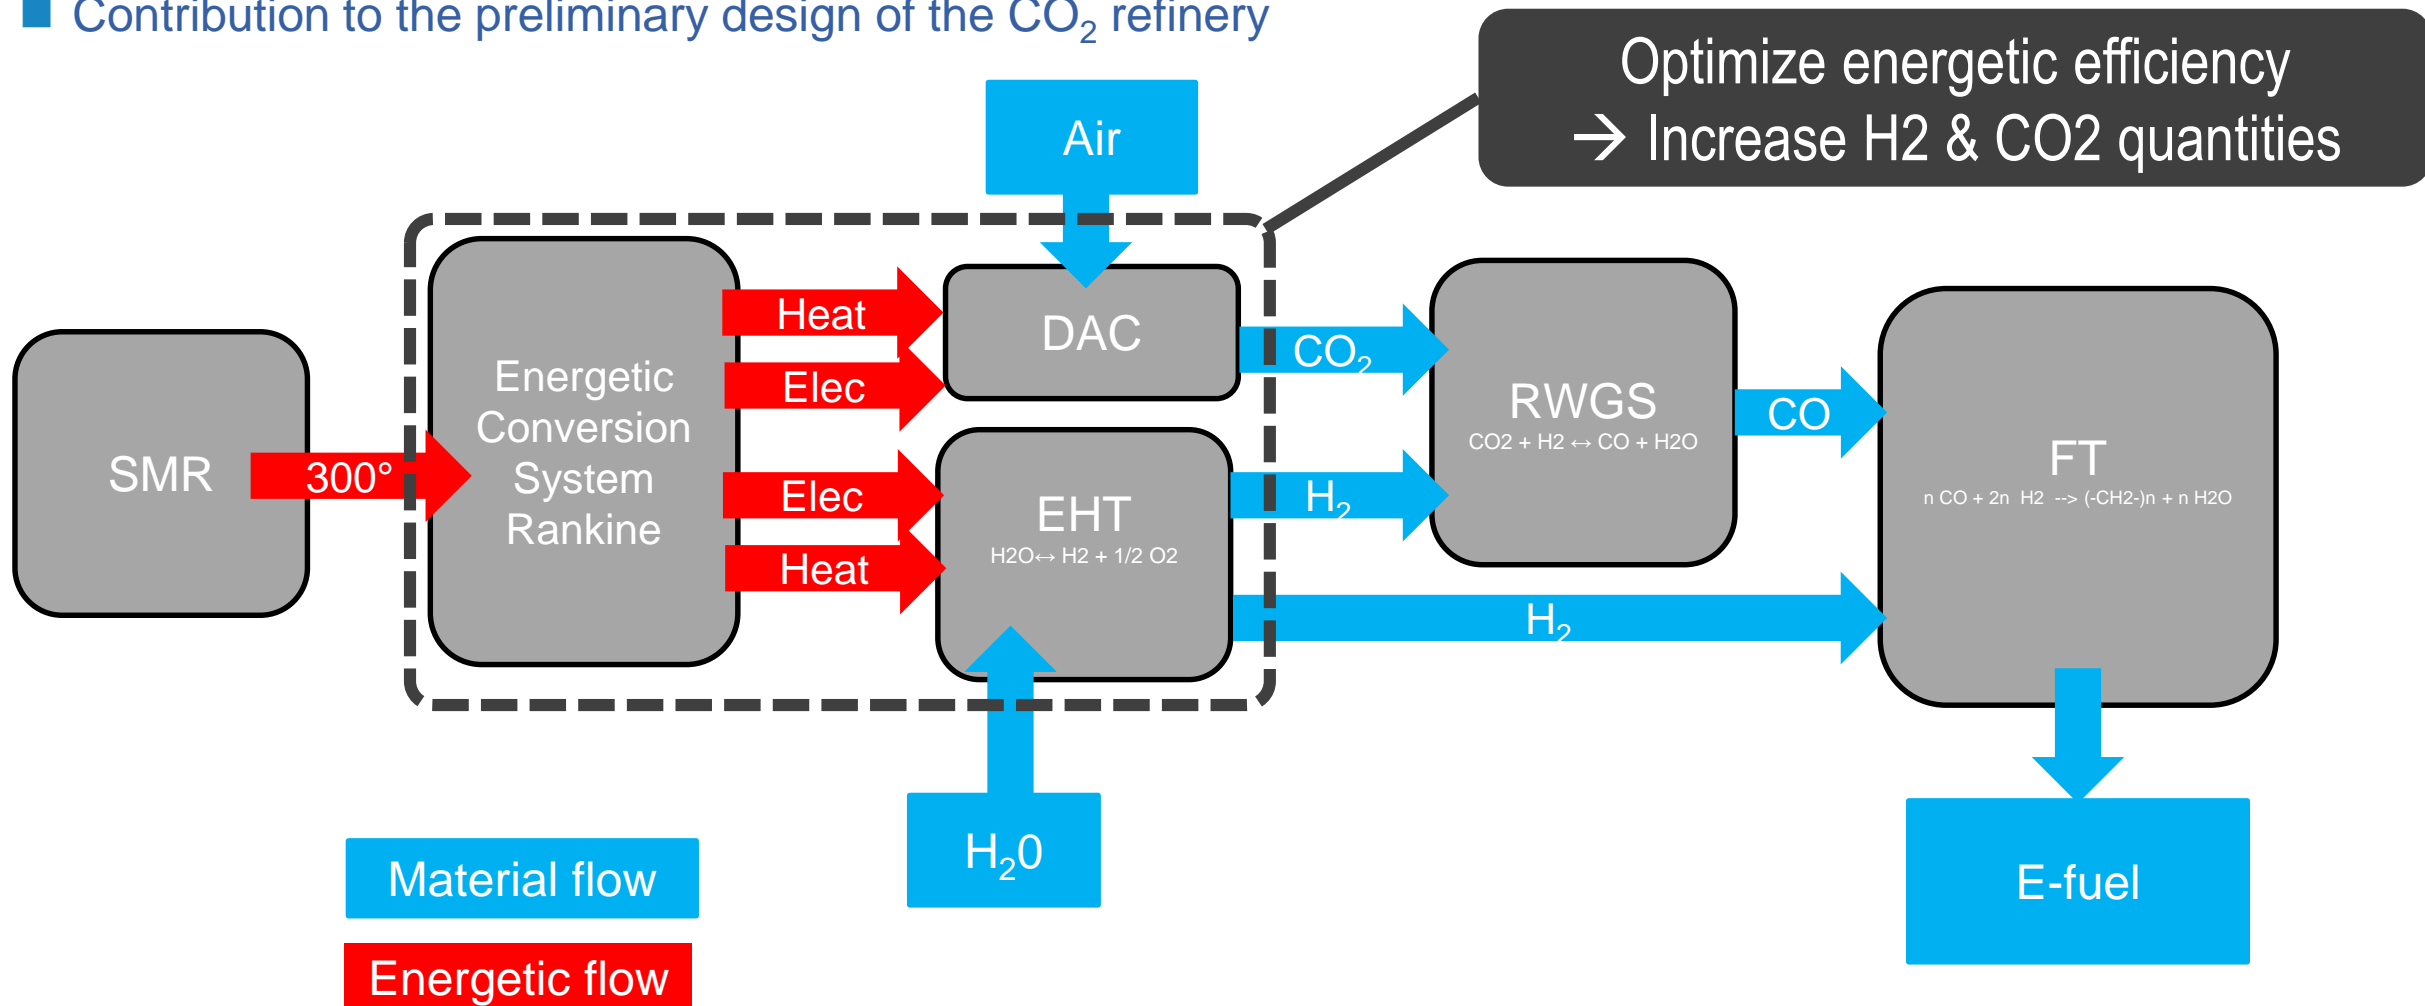 Contribution to the preliminary design of the CO₂ refinery
Optimize energetic efficiency
→ Increase H2 & CO2 quantities
Air
SMR
300°
Energetic
Conversion
System
Rankine
Heat
Elec
Elec
Heat
DAC
EHT
H2O↔ H2 + 1/2 O2
CO₂
H₂
H₂
RWGS
CO2 + H2 ↔ CO + H2O
CO
FT
n CO + 2n H2 --> (-CH2-)n + n H2O
H₂0
E-fuel
Material flow
Energetic flow